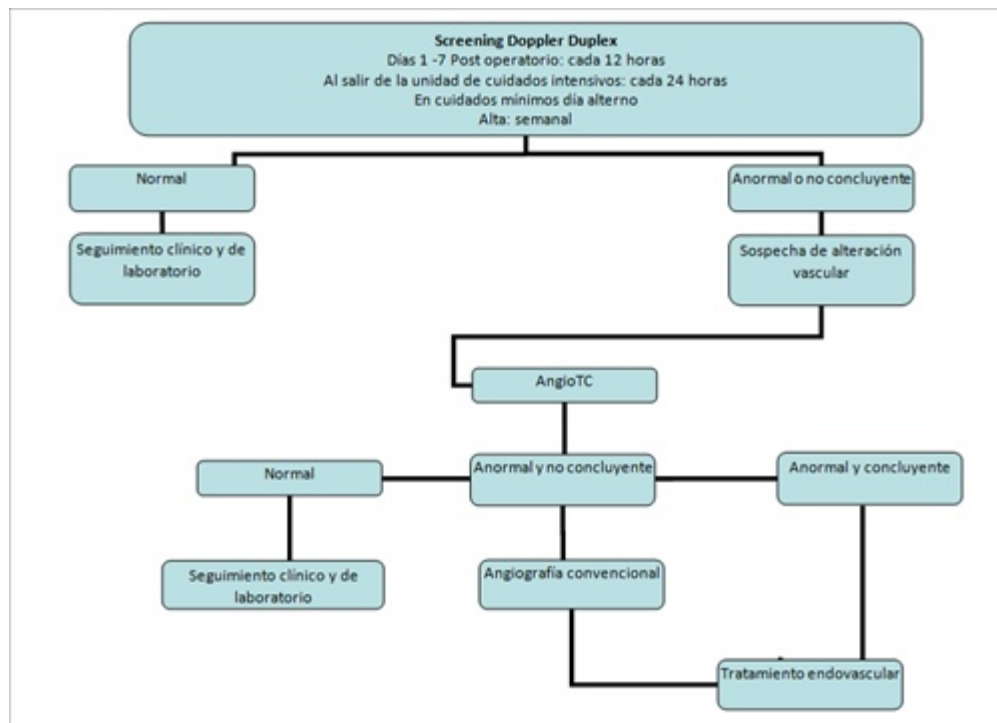 Screening Doppler Duplex
Días 1 -7 Post operatorio: cada 12 horas
Al salir de la unidad de cuidados intensivos: cada 24 horas
En cuidados mínimos día alterno
Alta: semanal
Normal
Anormal o no concluyente
Seguimiento clínico y de
laboratorio
Sospecha de alteración
vascular
AngioTC
Normal
Anormal y no concluyente
Anormal y concluyente
Seguimiento clínico y de
laboratorio
Angiografía convencional
Tratamiento endovascular